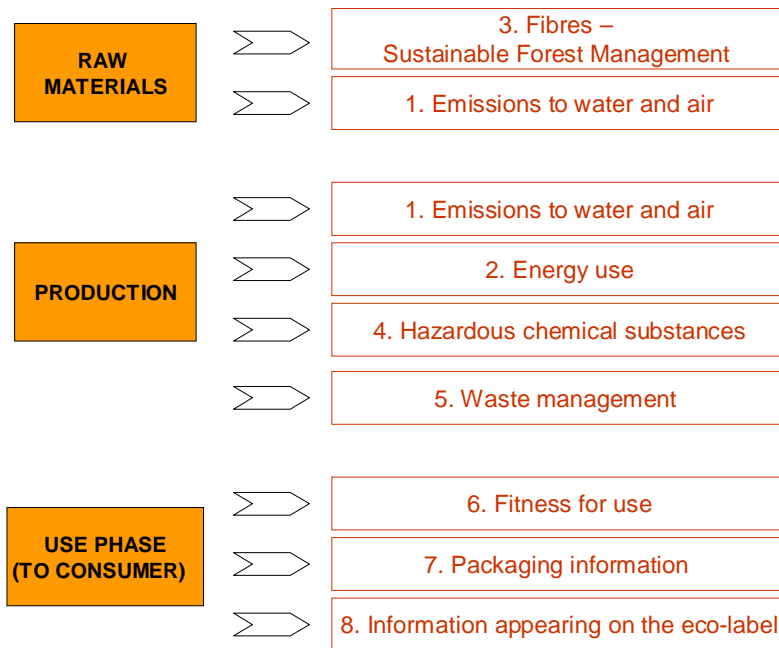 RAW
MATERIALS
3. Fibres –
Sustainable Forest Management
1. Emissions to water and air
PRODUCTION
1. Emissions to water and air
2. Energy use
4. Hazardous chemical substances
5. Waste management
USE PHASE
(TO CONSUMER)
6. Fitness for use
7. Packaging information
8. Information appearing on the eco-label